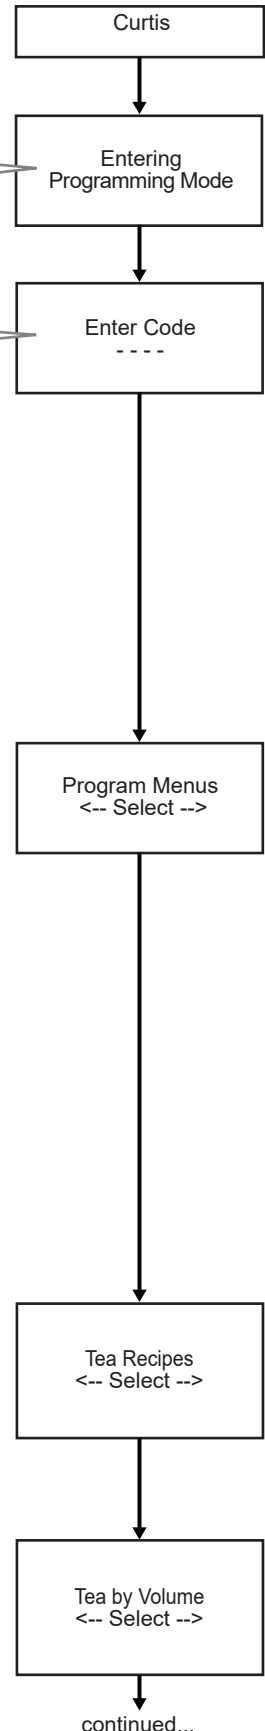 Curtis
Entering
Programming Mode
Enter Code
- - - -
Program Menus
<-- Select -->
Tea Recipes
<-- Select -->
Tea by Volume
<-- Select -->
continued...